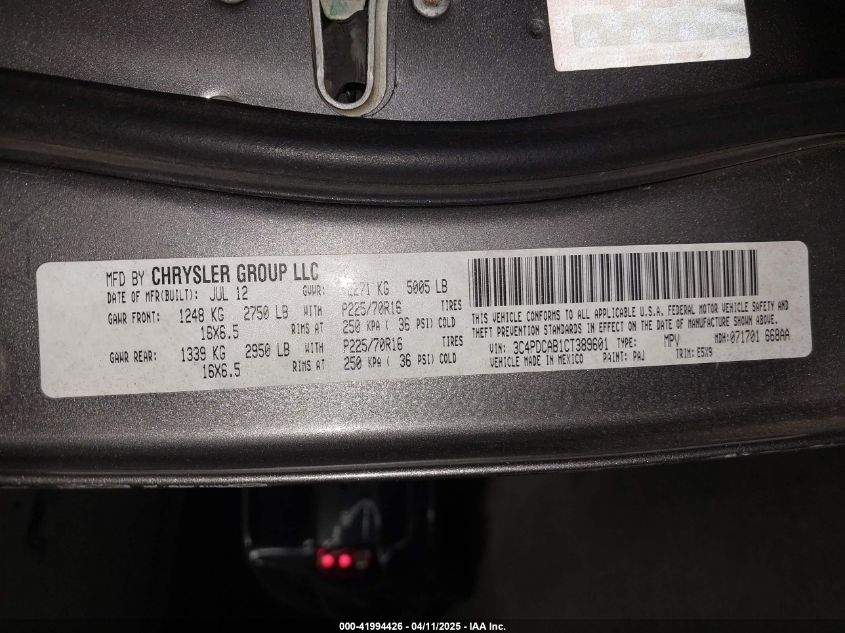 MFD BY CHRYSLER GROUP LLC
DATE OF MFR(BUILT): JUL 12 GVWR: 2271 KG 5005 LB
GAWR FRONT: 1248 KG 2750 LB WITH P225/70R16 TIRES
16X6.5 RIMS AT 250 KPA ( 36 PSI) COLD
GAWR REAR: 1339 KG 2950 LB WITH P225/70R16 TIRES
16X6.5 RIMS AT 250 KPA ( 36 PSI) COLD
THIS VEHICLE CONFORMS TO ALL APPLICABLE U.S.A. FEDERAL MOTOR VEHICLE SAFETY AND
THEFT PREVENTION STANDARDS IN EFFECT ON THE DATE OF MANUFACTURE SHOWN ABOVE.
VIN: 3C4PDCAB1CT389601 TYPE: MPV MDH: 071701 668AA
VEHICLE MADE IN MEXICO PAINT: PAJ TRIM: E5X9
000-41994426 - 04/11/2025 - IAA Inc.